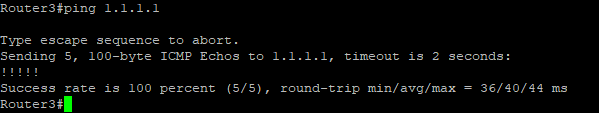 Router3#ping 1.1.1.1
Type escape sequence to abort.
Sending 5, 100-byte ICMP Echos to 1.1.1.1, timeout is 2 seconds:
!!!!!
Success rate is 100 percent (5/5), round-trip min/avg/max = 36/40/44 ms
Router3#